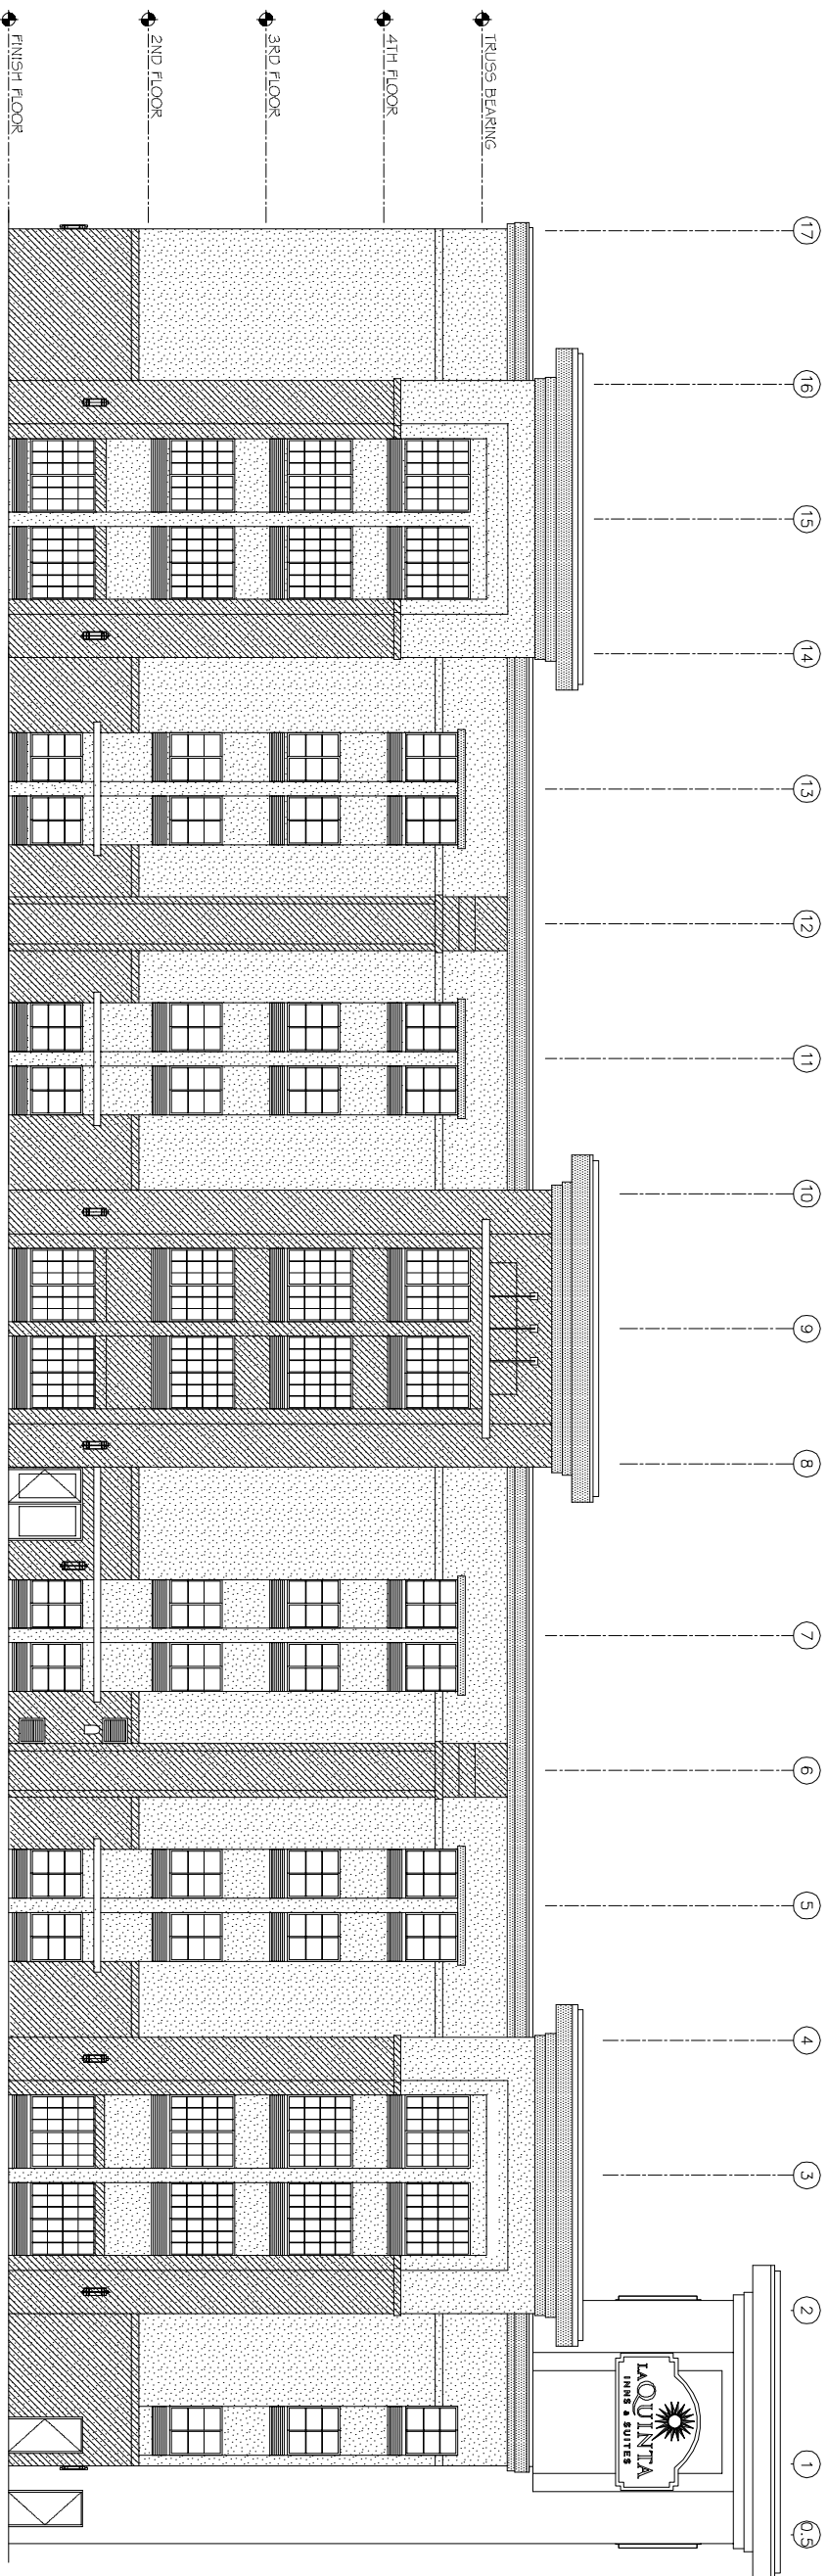 17
16
15
14
13
12
11
10
9
8
7
6
5
4
3
2
1
0.5
LA QUINTA
INNS & SUITES
TRUSS BEARING
4TH FLOOR
3RD FLOOR
2ND FLOOR
FINISH FLOOR